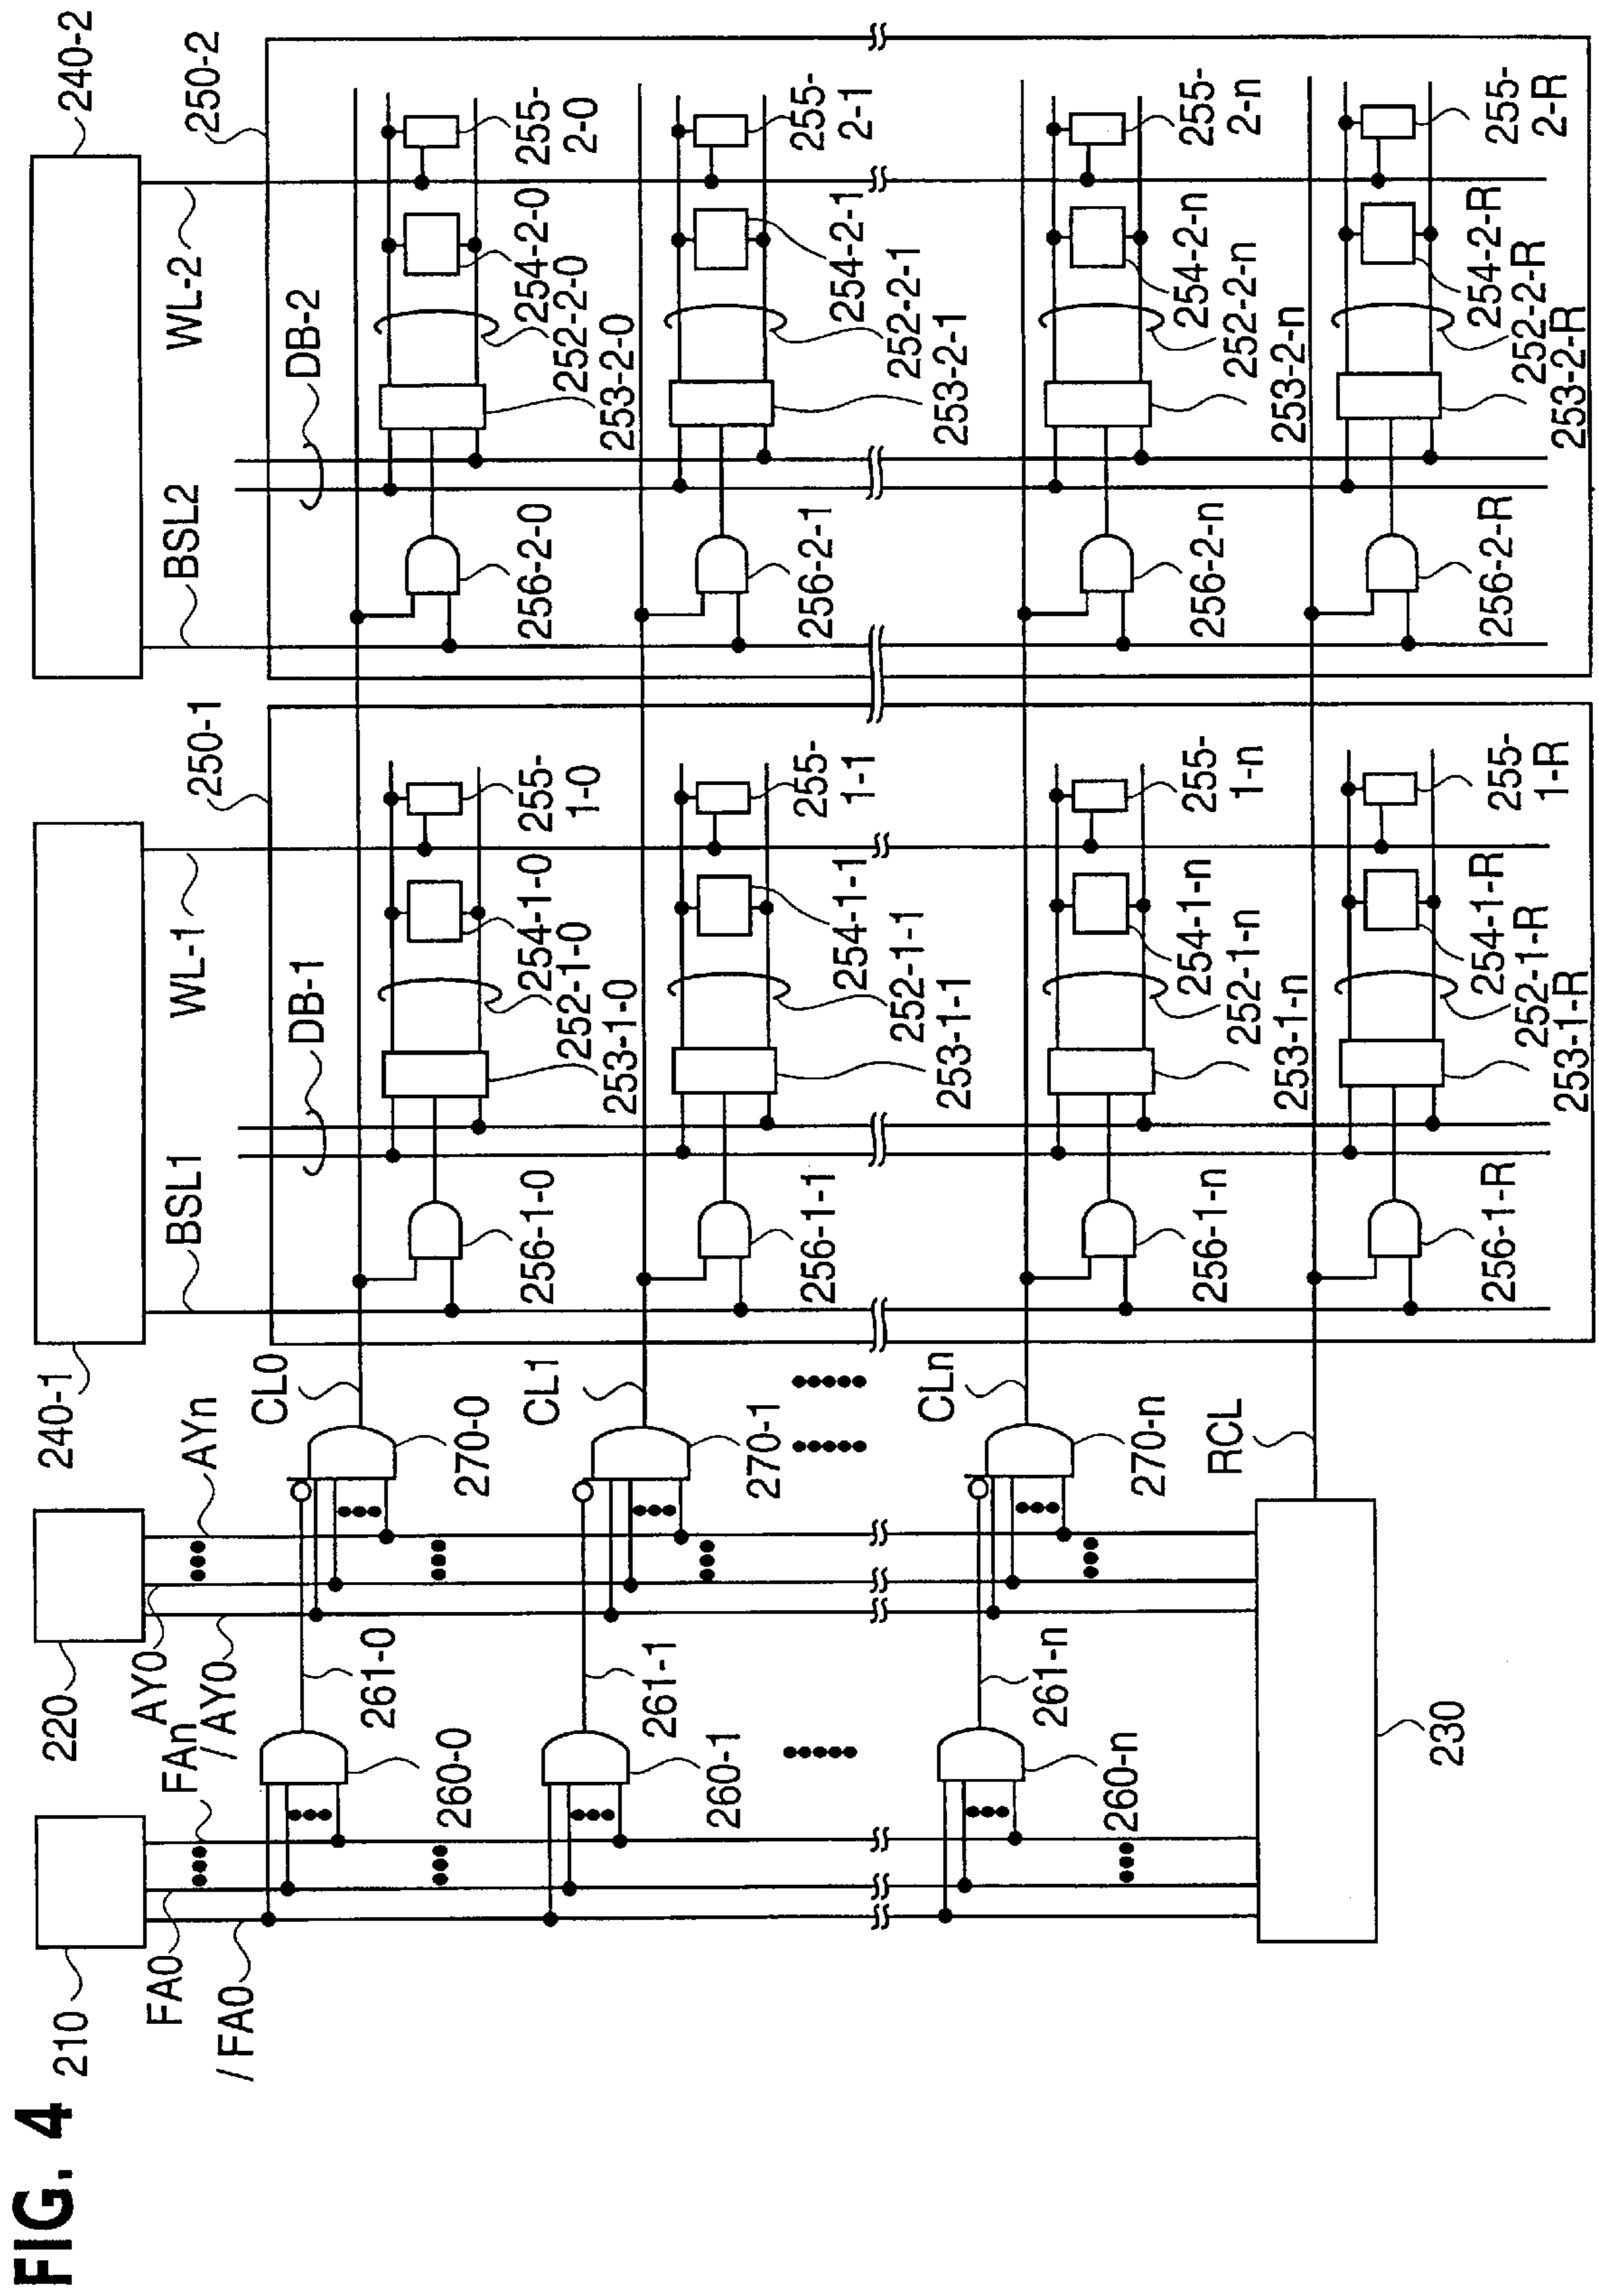 FIG. 4
240-2
250-2
WL-2
DB-2
BSL2
255-
2-0
254-2-0
252-2-0
253-2-0
256-2-0
255-
2-1
254-2-1
252-2-1
253-2-1
256-2-1
255-
2-n
254-2-n
252-2-n
253-2-n
256-2-n
255-
2-R
254-2-R
252-2-R
253-2-R
256-2-R
240-1
250-1
WL-1
DB-1
BSL1
255-
1-0
254-1-0
252-1-0
253-1-0
256-1-0
255-
1-1
254-1-1
252-1-1
253-1-1
256-1-1
255-
1-n
254-1-n
252-1-n
253-1-n
256-1-n
255-
1-R
254-1-R
252-1-R
253-1-R
256-1-R
CL0
CL1
CLn
RCL
270-0
270-1
270-n
AYn
AY0
/AY0
220
261-0
261-1
261-n
FAn
FA0
/FA0
210
260-0
260-1
260-n
230